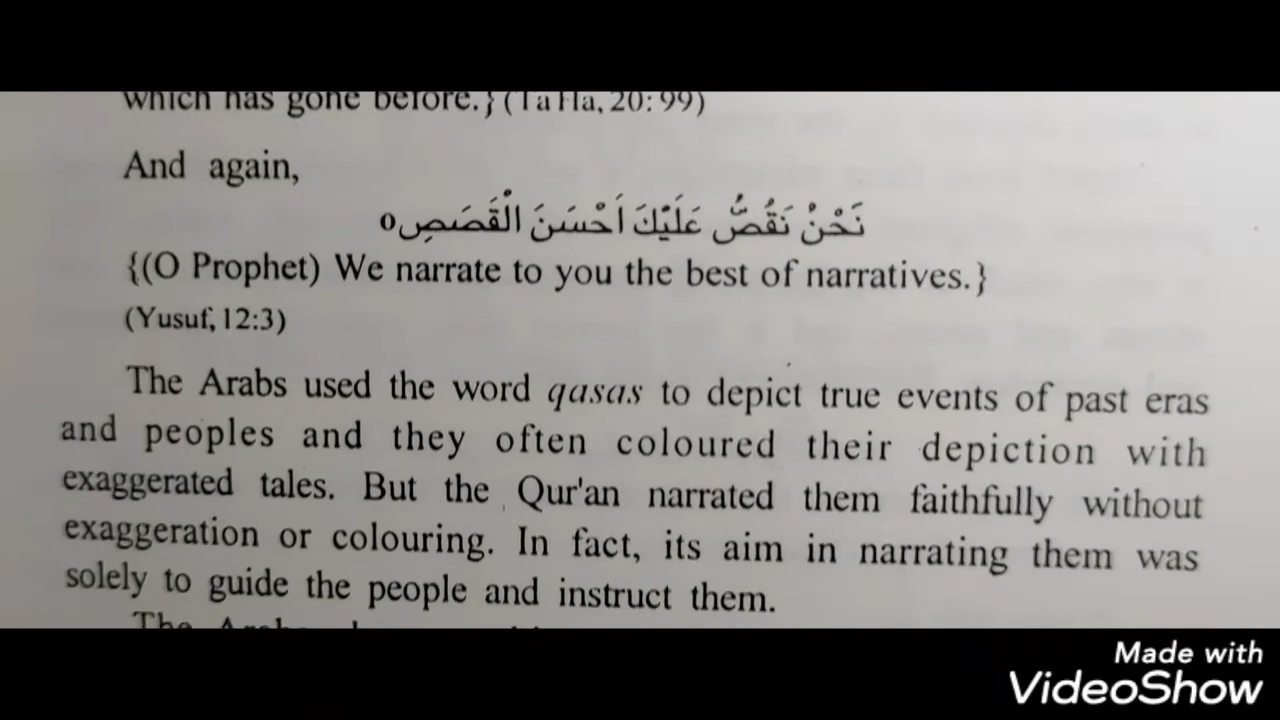 which has gone before.} (Ta Ha, 20:99)
And again,
نَحْنُ نَقُصُّ عَلَيْكَ اَحْسَنَ الْقَصَصِ o
{(O Prophet) We narrate to you the best of narratives.}
(Yusuf, 12:3)
The Arabs used the word qasas to depict true events of past eras
and peoples and they often coloured their depiction with
exaggerated tales. But the Qur'an narrated them faithfully without
exaggeration or colouring. In fact, its aim in narrating them was
solely to guide the people and instruct them.
The Arabs
Made with
VideoShow